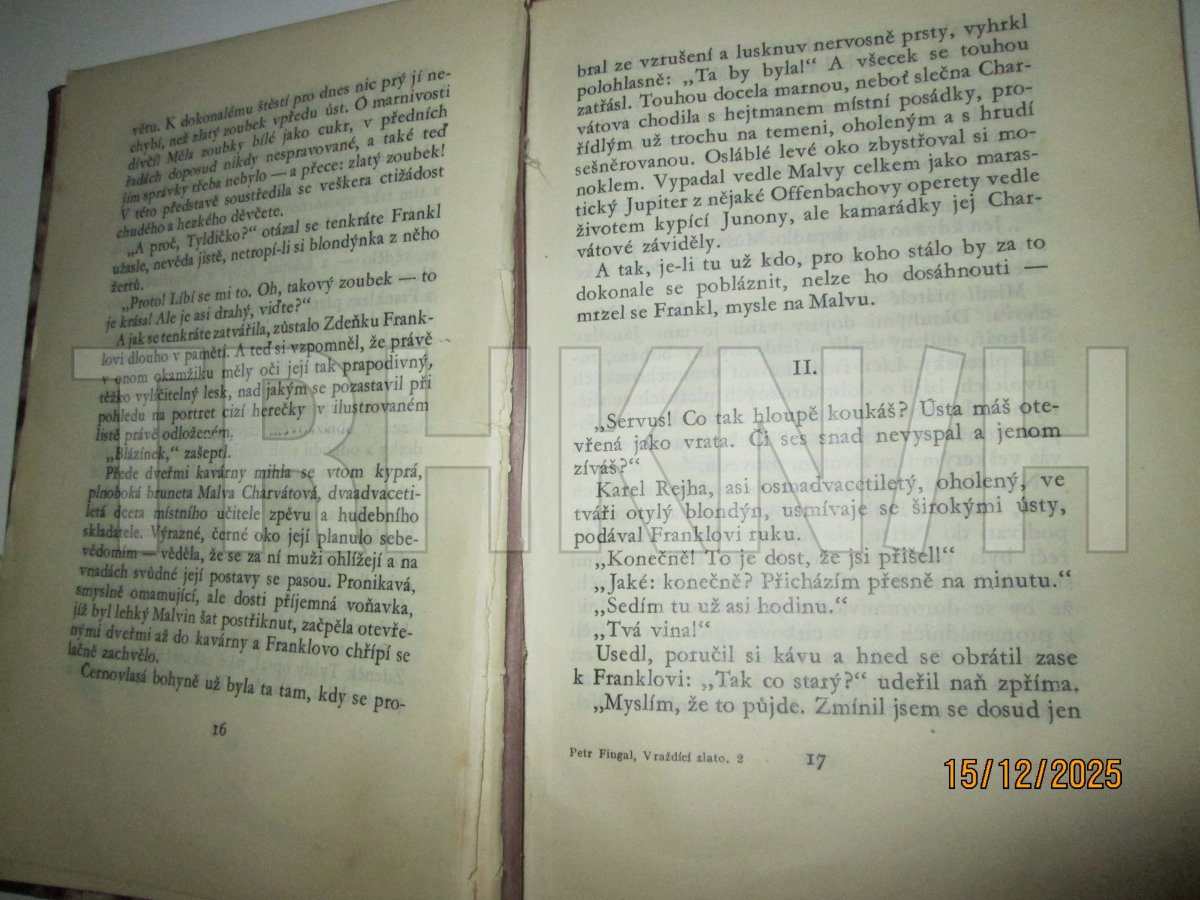 větu. K dokonalému štěstí pro dnes nic prý jí ne-
chybí, než zlatý zoubek vpředu úst. Ó marnivosti
dívčí! Měla zoubky bílé jako cukr, v předních
řadách doposud nikdy nespravované, a také teď
jim správky třeba nebylo — a přece: zlatý zoubek!
V této představě soustředila se veškera ctižádost
chudého a hezkého děvčete.
„A proč, Tyldičko?“ otázal se tenkráte Frankl
užasle, nevěda jistě, netropí-li si blondýnka z něho
žertů.
„Proto! Líbí se mi to. Oh, takový zoubek — to
je krása! Ale je asi drahý, viďte?“
A jak se tenkráte zatvářila, zůstalo Zdeňku Frank-
lovi dlouho v paměti. A teď si vzpomněl, že právě
v onom okamžiku měly oči její tak prapodivný,
těžko vylíčitelný lesk, nad jakým se pozastavil při
pohledu na portret cizí herečky v ilustrovaném
listě právě odloženém.
„Blázínek,“ zašeptl.
Přede dveřmi kavárny mihla se vtom kyprá,
plnoboká bruneta Malva Charvátová, dvaadvaceti-
letá dcera místního učitele zpěvu a hudebního
skladatele. Výrazné, černé oko její planulo sebe-
vědomím — věděla, že se za ní muži ohlížejí a na
vnadách svůdné její postavy se pasou. Pronikavá,
smyslně omamující, ale dosti příjemná voňavka,
jíž byl lehký Malvin šat postřiknut, začpěla otevře-
nými dveřmi až do kavárny a Franklovo chřípí se
lačně zachvělo.
Černovlasá bohyně už byla ta tam, kdy se pro-
16
bral ze vzrušení a lusknuv nervosně prsty, vyhrkl
polohlasně: „Ta by byla!“ A všecek se touhou
zatřásl. Touhou docela marnou, neboť slečna Char-
vátova chodila s hejtmanem místní posádky, pro-
řídlým už trochu na temeni, oholeným a s hrudí
sešněrovanou. Osláblé levé oko zbystřoval si mo-
noklem. Vypadal vedle Malvy celkem jako maras-
tický Jupiter z nějaké Offenbachovy operety vedle
životem kypící Junony, ale kamarádky jej Char-
vátové záviděly.
A tak, je-li tu už kdo, pro koho stálo by za to
dokonale se pobláznit, nelze ho dosáhnouti —
mrzel se Frankl, mysle na Malvu.
II.
„Servus! Co tak hloupě koukáš? Ústa máš ote-
vřená jako vrata. Či ses snad nevyspal a jenom
zíváš?“
Karel Rejha, asi osmadvacetiletý, oholený, ve
tváři otylý blondýn, usmívaje se širokými ústy,
podával Franklovi ruku.
„Konečně! To je dost, že jsi přišel!“
„Jaké: konečně? Přicházím přesně na minutu.“
„Sedím tu už asi hodinu.“
„Tvá vina!“
Usedl, poručil si kávu a hned se obrátil zase
k Franklovi: „Tak co starý?“ udeřil naň zpříma.
„Myslím, že to půjde. Zmínil jsem se dosud jen
Petr Fingal, Vraždící zlato. 2
17
TRHKNIH
15/12/2025